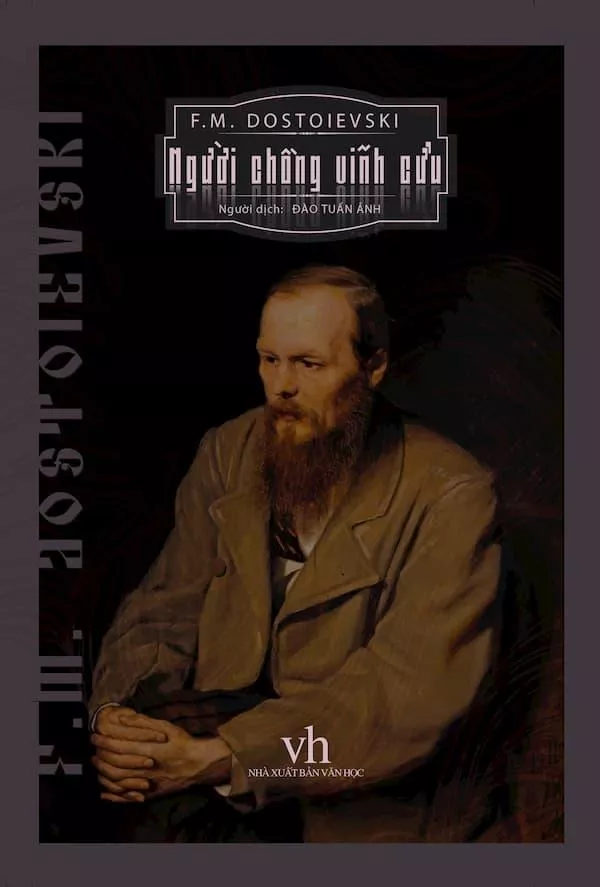 F.M. DOSTOIEVSKI
Người chồng vĩnh cửu
Người dịch: ĐÀO TUẤN ẢNH
F.M. DOSTOIEVSKI
vh
NHÀ XUẤT BẢN VĂN HỌC